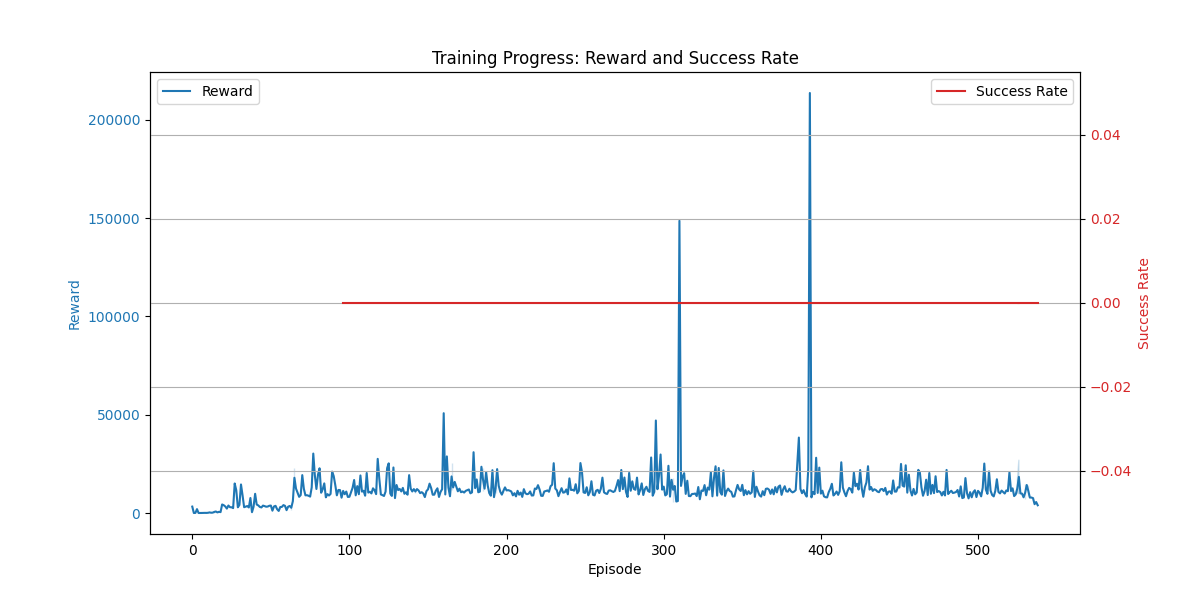 Training Progress: Reward and Success Rate
Reward
Success Rate
200000
150000
100000
50000
0
Reward
0.04
0.02
0.00
−0.02
−0.04
Success Rate
0 100 200 300 400 500
Episode